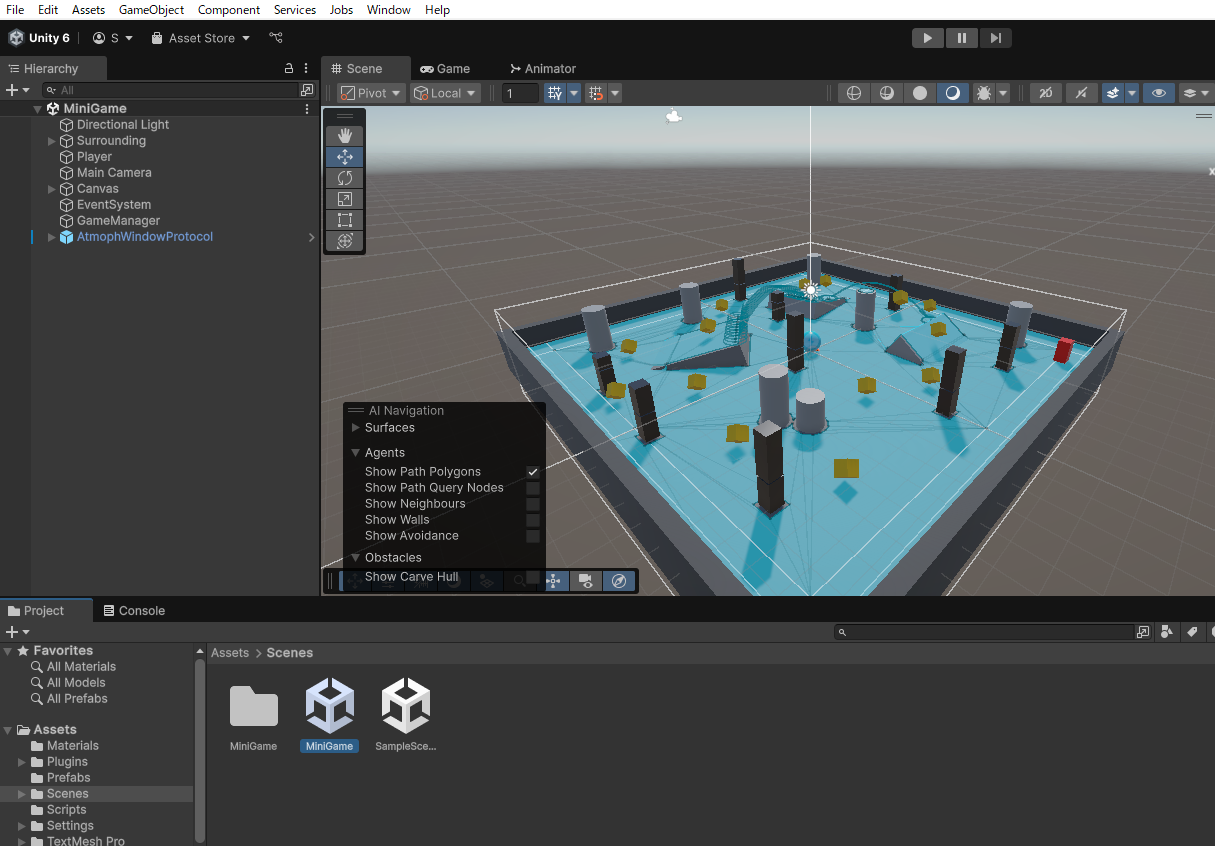 File Edit Assets GameObject Component Services Jobs Window Help
Unity 6 S Asset Store
Hierarchy
All
MiniGame
Directional Light
Surrounding
Player
Main Camera
Canvas
EventSystem
GameManager
AtmophWindowProtocol
Scene Game Animator
Pivot Local 1 2D
AI Navigation
Surfaces
Agents
Show Path Polygons
Show Path Query Nodes
Show Neighbours
Show Walls
Show Avoidance
Obstacles
Show Carve Hull
Project Console
Favorites
All Materials
All Models
All Prefabs
Assets
Materials
Plugins
Prefabs
Scenes
Scripts
Settings
TextMesh Pro
Assets > Scenes
MiniGame MiniGame SampleSce...